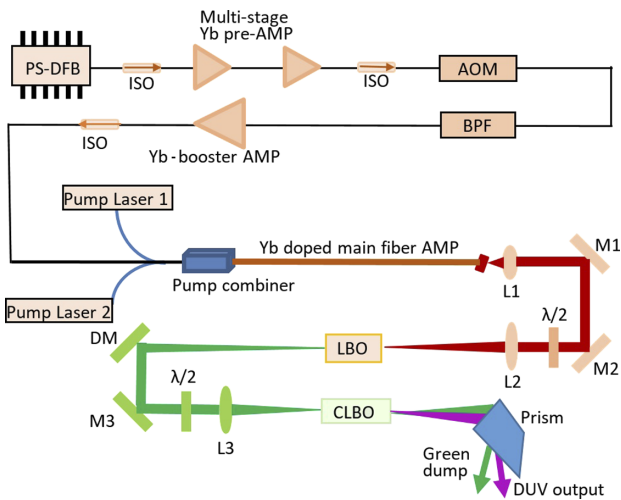 Multi-stage
Yb pre-AMP
PS-DFB
ISO
ISO
AOM
ISO
Yb-booster AMP
BPF
Pump Laser 1
Yb doped main fiber AMP
M1
Pump combiner
L1
Pump Laser 2
λ/2
DM
LBO
L2
M2
λ/2
M3
L3
CLBO
Prism
Green
dump
DUV output